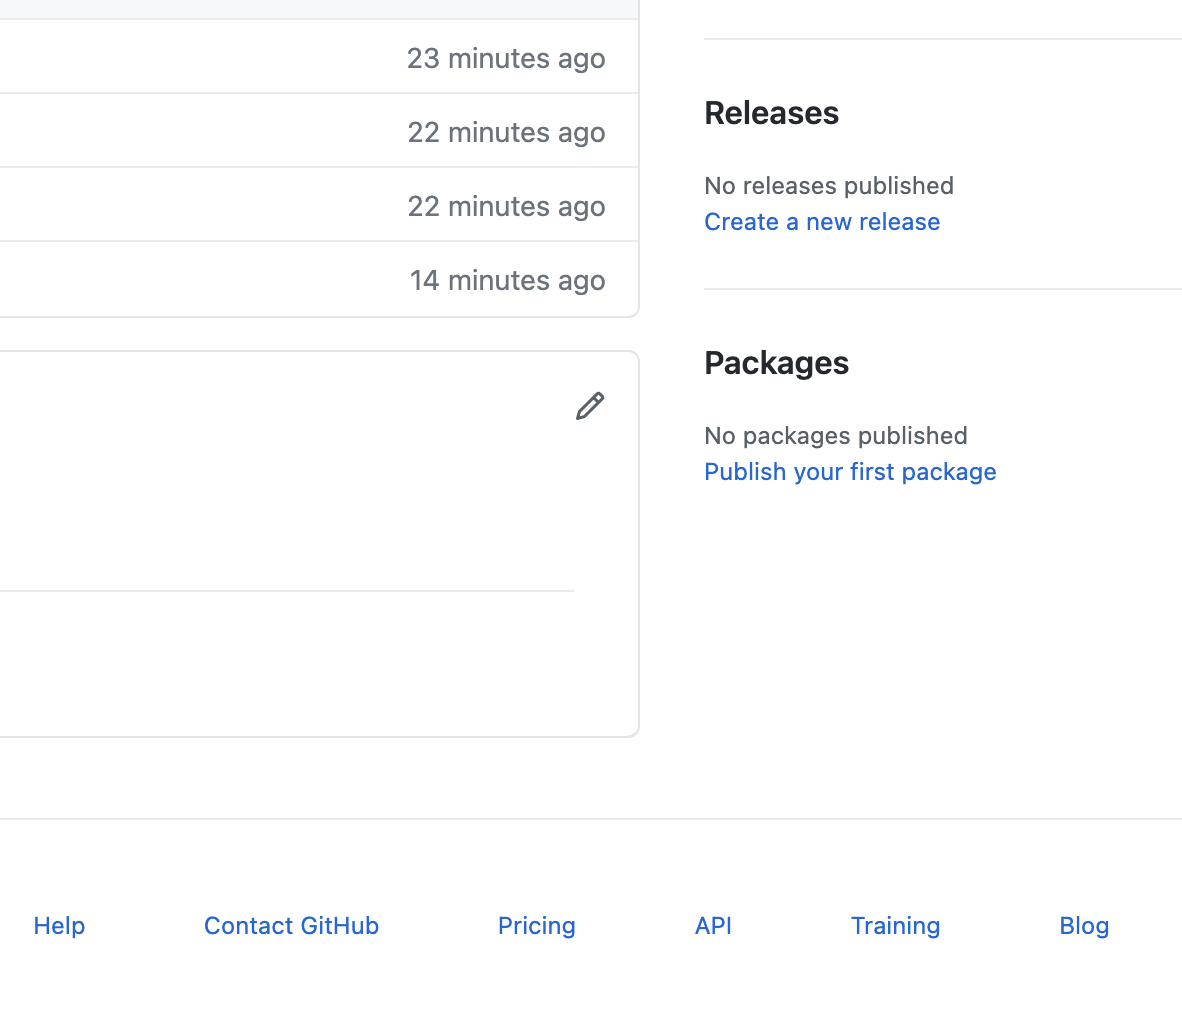 23 minutes ago
22 minutes ago
22 minutes ago
14 minutes ago
Releases
No releases published
Create a new release
Packages
No packages published
Publish your first package
Help Contact GitHub Pricing API Training Blog